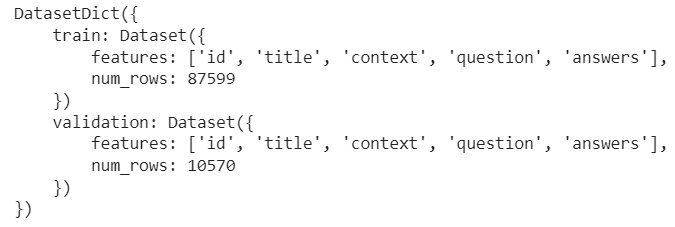 DatasetDict({
    train: Dataset({
        features: ['id', 'title', 'context', 'question', 'answers'],
        num_rows: 87599
    })
    validation: Dataset({
        features: ['id', 'title', 'context', 'question', 'answers'],
        num_rows: 10570
    })
})